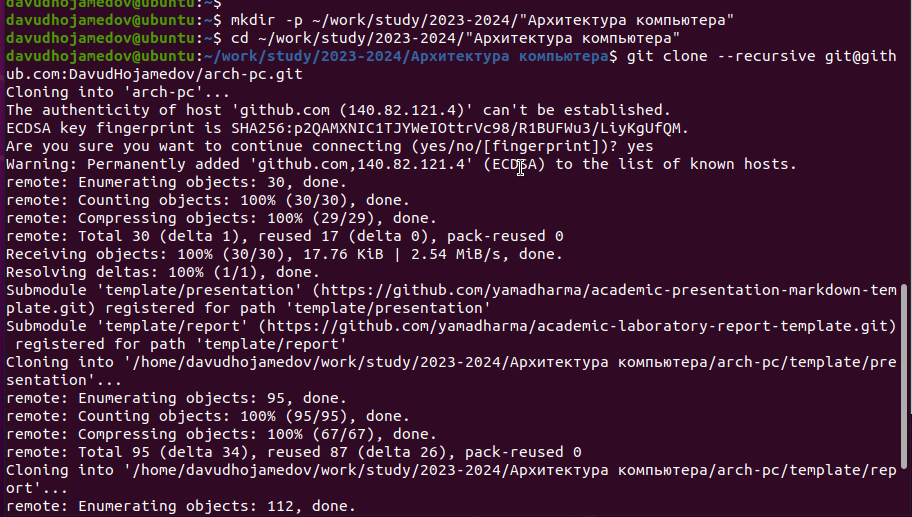 davudhojamedov@ubuntu:~$
davudhojamedov@ubuntu:~$ mkdir -p ~/work/study/2023-2024/"Архитектура компьютера"
davudhojamedov@ubuntu:~$ cd ~/work/study/2023-2024/"Архитектура компьютера"
davudhojamedov@ubuntu:~/work/study/2023-2024/Архитектура компьютера$ git clone --recursive git@gith
ub.com:DavudHojamedov/arch-pc.git
Cloning into 'arch-pc'...
The authenticity of host 'github.com (140.82.121.4)' can't be established.
ECDSA key fingerprint is SHA256:p2QAMXNIC1TJYWeIOttrVc98/R1BUFWu3/LiyKgUfQM.
Are you sure you want to continue connecting (yes/no/[fingerprint])? yes
Warning: Permanently added 'github.com,140.82.121.4' (ECDSA) to the list of known hosts.
remote: Enumerating objects: 30, done.
remote: Counting objects: 100% (30/30), done.
remote: Compressing objects: 100% (29/29), done.
remote: Total 30 (delta 1), reused 17 (delta 0), pack-reused 0
Receiving objects: 100% (30/30), 17.76 KiB | 2.54 MiB/s, done.
Resolving deltas: 100% (1/1), done.
Submodule 'template/presentation' (https://github.com/yamadharma/academic-presentation-markdown-tem
plate.git) registered for path 'template/presentation'
Submodule 'template/report' (https://github.com/yamadharma/academic-laboratory-report-template.git)
 registered for path 'template/report'
Cloning into '/home/davudhojamedov/work/study/2023-2024/Архитектура компьютера/arch-pc/template/pre
sentation'...
remote: Enumerating objects: 95, done.
remote: Counting objects: 100% (95/95), done.
remote: Compressing objects: 100% (67/67), done.
remote: Total 95 (delta 34), reused 87 (delta 26), pack-reused 0
Cloning into '/home/davudhojamedov/work/study/2023-2024/Архитектура компьютера/arch-pc/template/rep
ort'...
remote: Enumerating objects: 112, done.